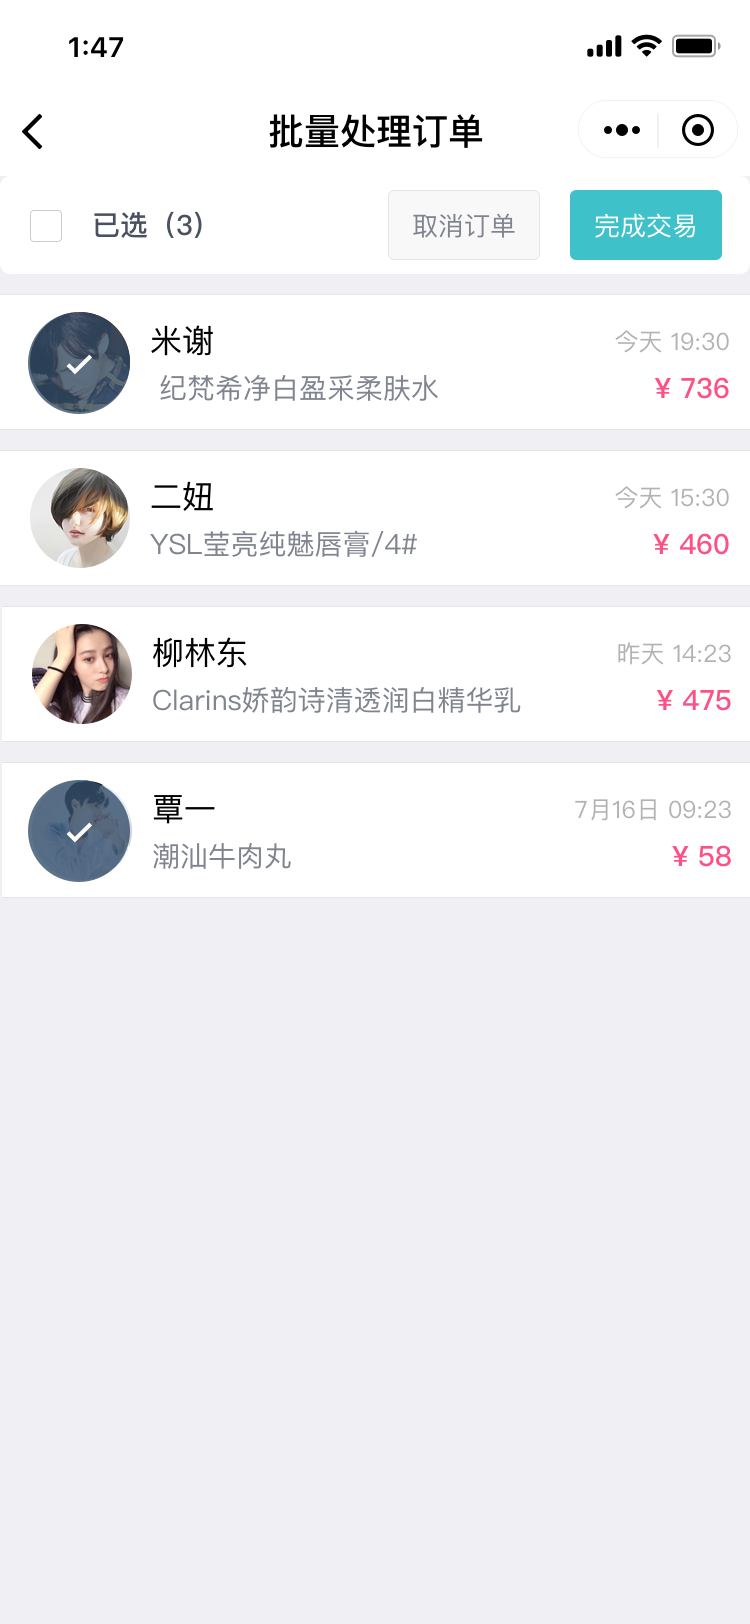 1:47
批量处理订单
已选（3）
取消订单
完成交易
米谢
今天 19:30
纪梵希净白盈采柔肤水
¥ 736
二妞
今天 15:30
YSL莹亮纯魅唇膏/4#
¥ 460
柳林东
昨天 14:23
Clarins娇韵诗清透润白精华乳
¥ 475
覃一
7月16日 09:23
潮汕牛肉丸
¥ 58